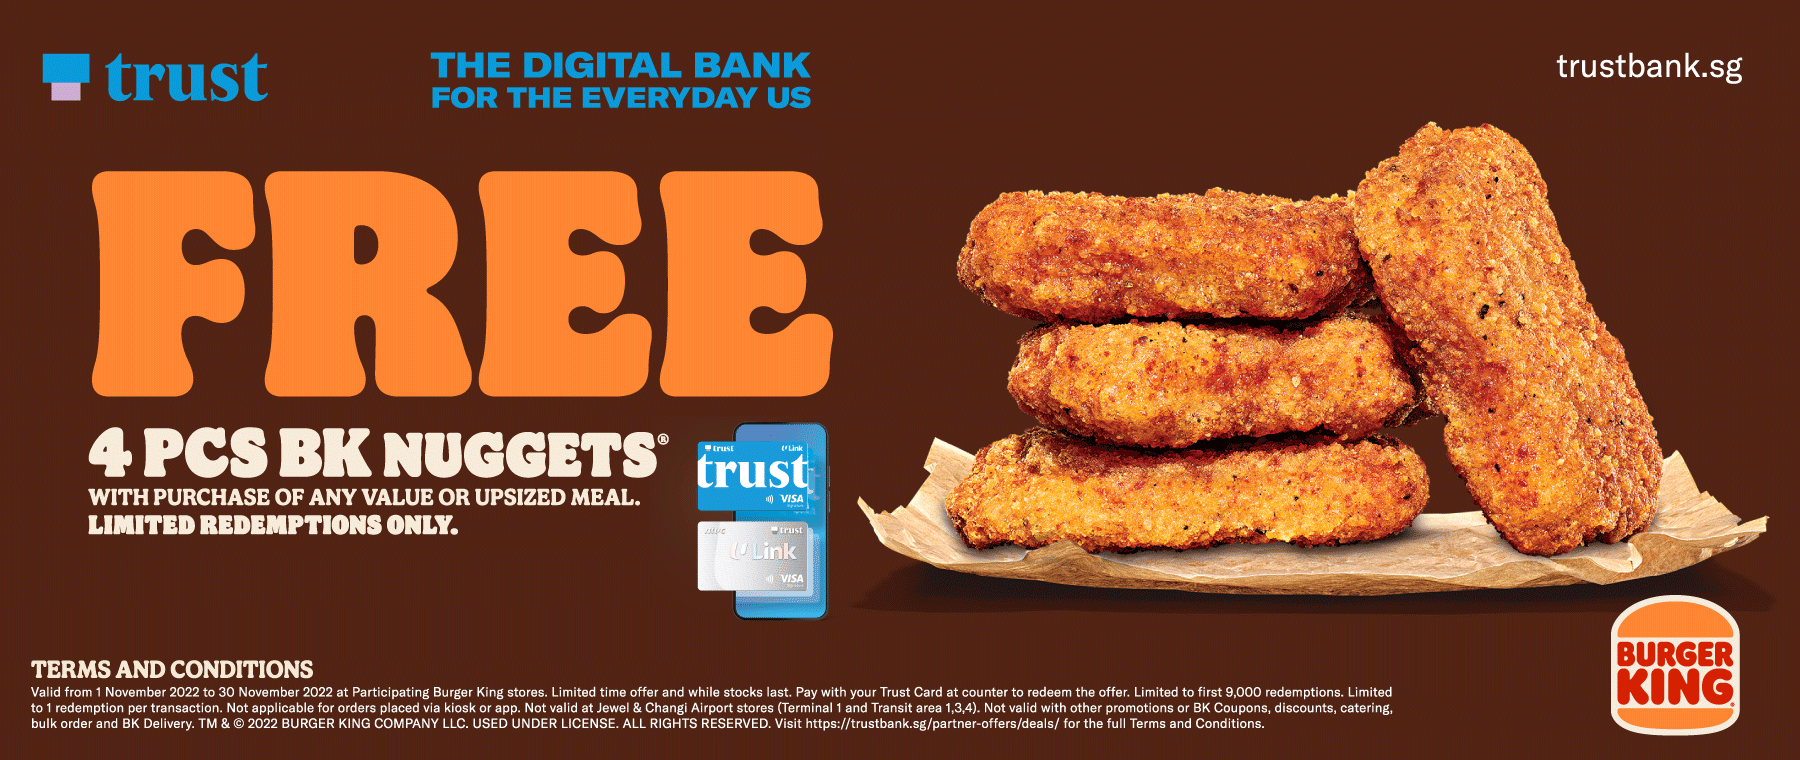 trust
THE DIGITAL BANK
FOR THE EVERYDAY US
trustbank.sg
FREE
4 PCS BK NUGGETS®
WITH PURCHASE OF ANY VALUE OR UPSIZED MEAL.
LIMITED REDEMPTIONS ONLY.
trust Link
trust
VISA
Signature
trust
Link
VISA
TERMS AND CONDITIONS
Valid from 1 November 2022 to 30 November 2022 at Participating Burger King stores. Limited time offer and while stocks last. Pay with your Trust Card at counter to redeem the offer. Limited to first 9,000 redemptions. Limited
to 1 redemption per transaction. Not applicable for orders placed via kiosk or app. Not valid at Jewel & Changi Airport stores (Terminal 1 and Transit area 1,3,4). Not valid with other promotions or BK Coupons, discounts, catering,
bulk order and BK Delivery. TM & © 2022 BURGER KING COMPANY LLC. USED UNDER LICENSE. ALL RIGHTS RESERVED. Visit https://trustbank.sg/partner-offers/deals/ for the full Terms and Conditions.
BURGER
KING®